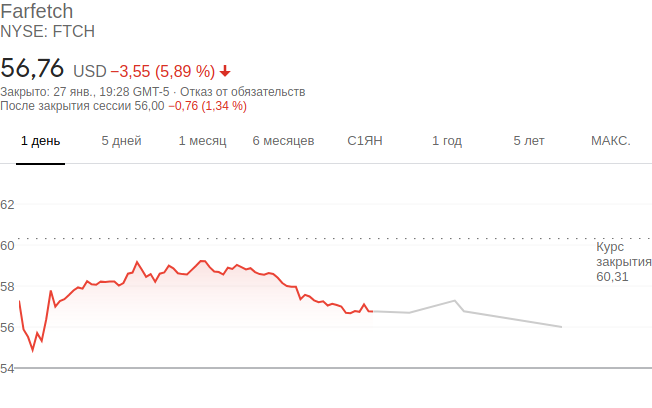 Farfetch
NYSE: FTCH
56,76 USD −3,55 (5,89 %)
Закрыто: 27 янв., 19:28 GMT-5 · Отказ от обязательств
После закрытия сессии 56,00 −0,76 (1,34 %)
1 день 5 дней 1 месяц 6 месяцев С1ЯН 1 год 5 лет МАКС.
62
60
58
56
54
Курс
закрытия
60,31